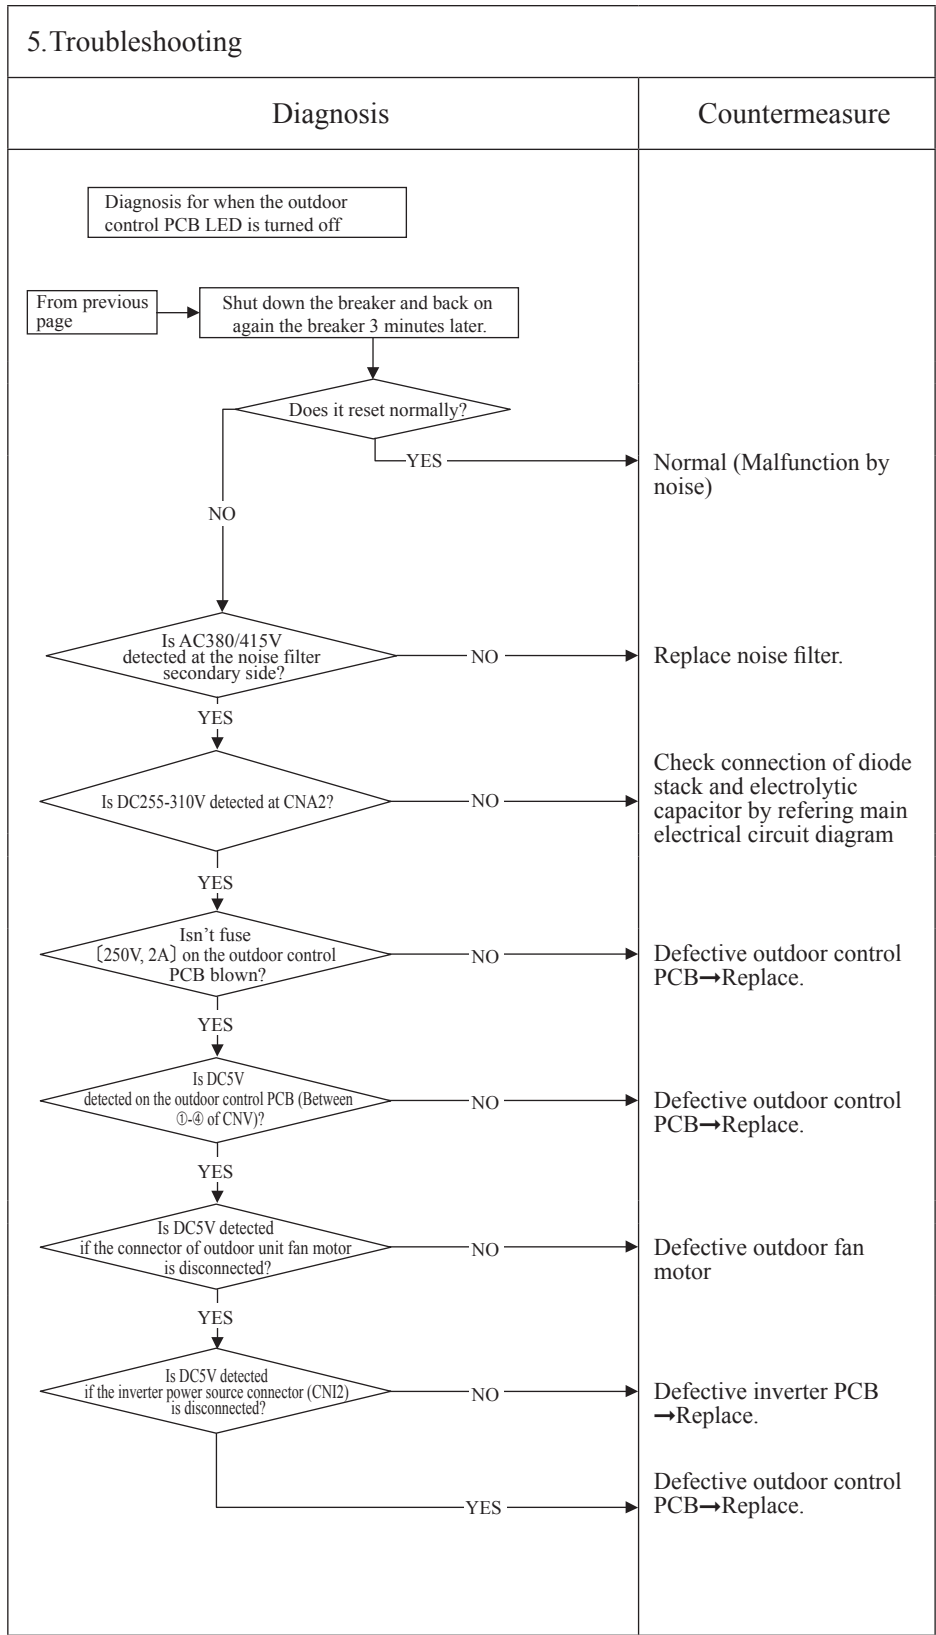 5.Troubleshooting
Diagnosis
Countermeasure
Diagnosis for when the outdoor
control PCB LED is turned off
From previous
page
Shut down the breaker and back on
again the breaker 3 minutes later.
Does it reset normally?
YES
Normal (Malfunction by
noise)
NO
Is AC380/415V
detected at the noise filter
secondary side?
NO
Replace noise filter.
YES
Is DC255-310V detected at CNA2?
NO
Check connection of diode
stack and electrolytic
capacitor by refering main
electrical circuit diagram
YES
Isn't fuse
〔250V, 2A〕 on the outdoor control
PCB blown?
NO
Defective outdoor control
PCB→Replace.
YES
Is DC5V
detected on the outdoor control PCB (Between
①-④ of CNV)?
NO
Defective outdoor control
PCB→Replace.
YES
Is DC5V detected
if the connector of outdoor unit fan motor
is disconnected?
NO
Defective outdoor fan
motor
YES
Is DC5V detected
if the inverter power source connector (CNI2)
is disconnected?
NO
Defective inverter PCB
→Replace.
YES
Defective outdoor control
PCB→Replace.